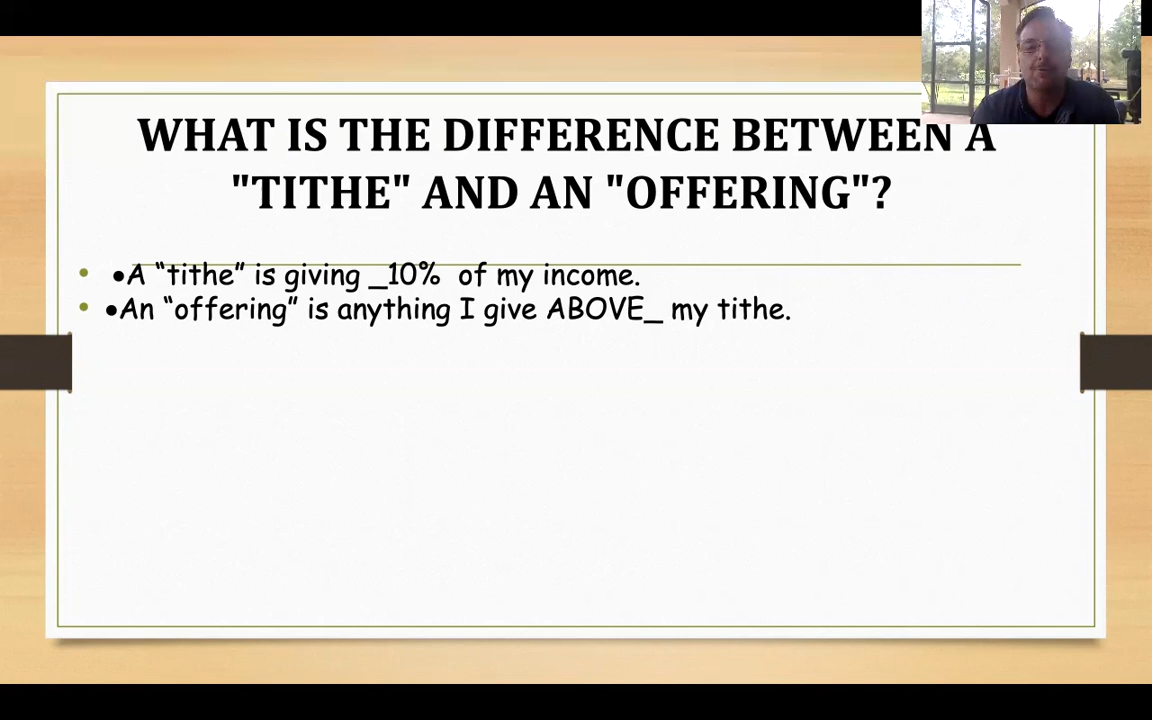 WHAT IS THE DIFFERENCE BETWEEN A
"TITHE" AND AN "OFFERING"?
• •A “tithe” is giving _10%  of my income.
• •An “offering” is anything I give ABOVE_ my tithe.